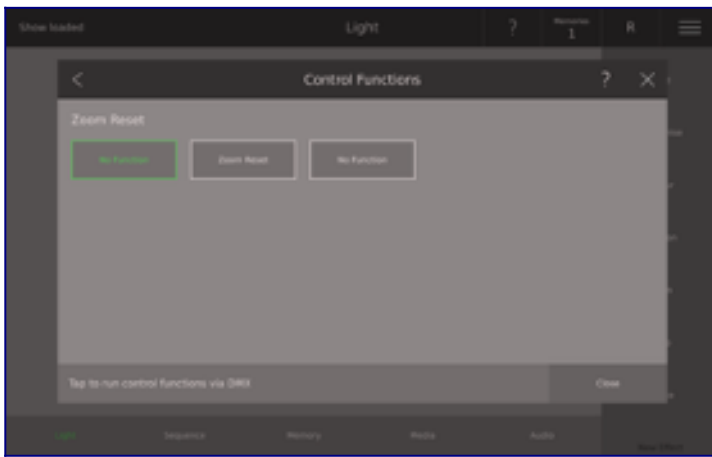 Show loaded Light ? Memories 1 R
< Control Functions ? X
Zoom Reset
No Function Zoom Reset No Function
Tap to run control functions via DMX Close
Light Sequence Memory Media Audio